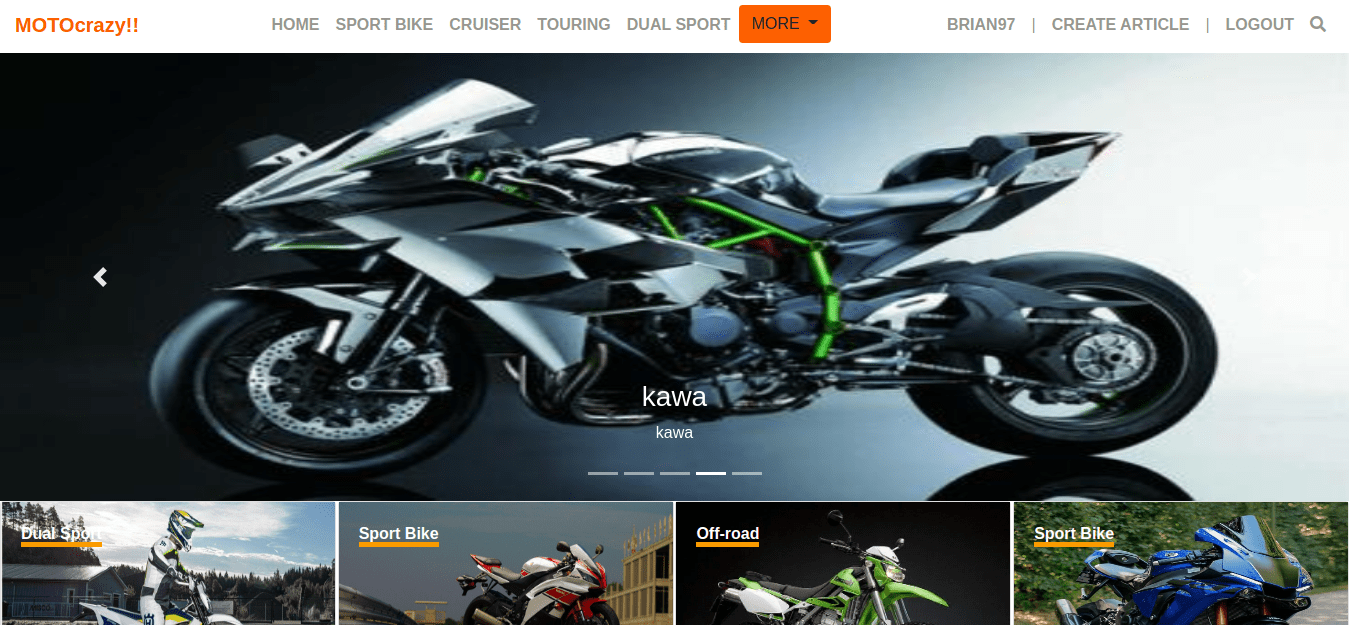 MOTOcrazy!! HOME SPORT BIKE CRUISER TOURING DUAL SPORT MORE BRIAN97 | CREATE ARTICLE | LOGOUT
kawa
kawa
Dual Sport Sport Bike Off-road Sport Bike